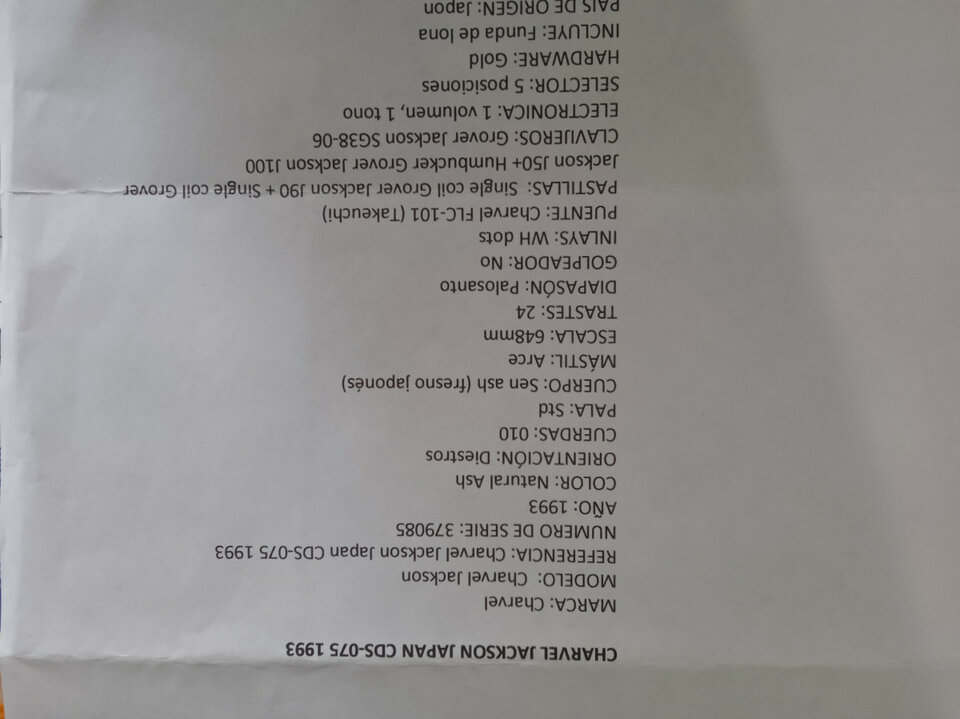 CHARVEL JACKSON JAPAN CDS-075 1993
MARCA: Charvel
MODELO: Charvel Jackson
REFERENCIA: Charvel Jackson Japan CDS-075 1993
NUMERO DE SERIE: 379085
AÑO: 1993
COLOR: Natural Ash
ORIENTACIÓN: Diestros
CUERDAS: 010
PALA: Std
CUERPO: Sen ash (fresno japonés)
MÁSTIL: Arce
ESCALA: 648mm
TRASTES: 24
DIAPASÓN: Palosanto
GOLPEADOR: No
INLAYS: WH dots
PUENTE: Charvel FLC-101 (Takeuchi)
PASTILLAS: Single coil Grover Jackson J90 + Single coil Grover
Jackson J50+ Humbucker Grover Jackson J100
CLAVIJEROS: Grover Jackson SG38-06
ELECTRONICA: 1 volumen, 1 tono
SELECTOR: 5 posiciones
HARDWARE: Gold
INCLUYE: Funda de lona
PAIS DE ORIGEN: Japon